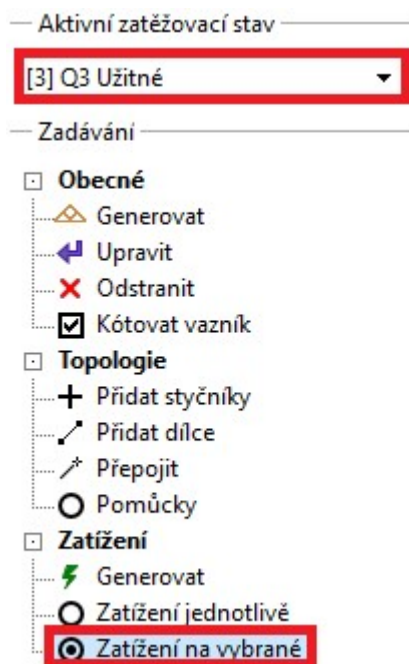 Aktivní zatěžovací stav
[3] Q3 Užitné
Zadávání
Obecné
Generovat
Upravit
Odstranit
Kótovat vazník
Topologie
Přidat styčníky
Přidat dílce
Přepojit
Pomůcky
Zatížení
Generovat
Zatížení jednotlivě
Zatížení na vybrané